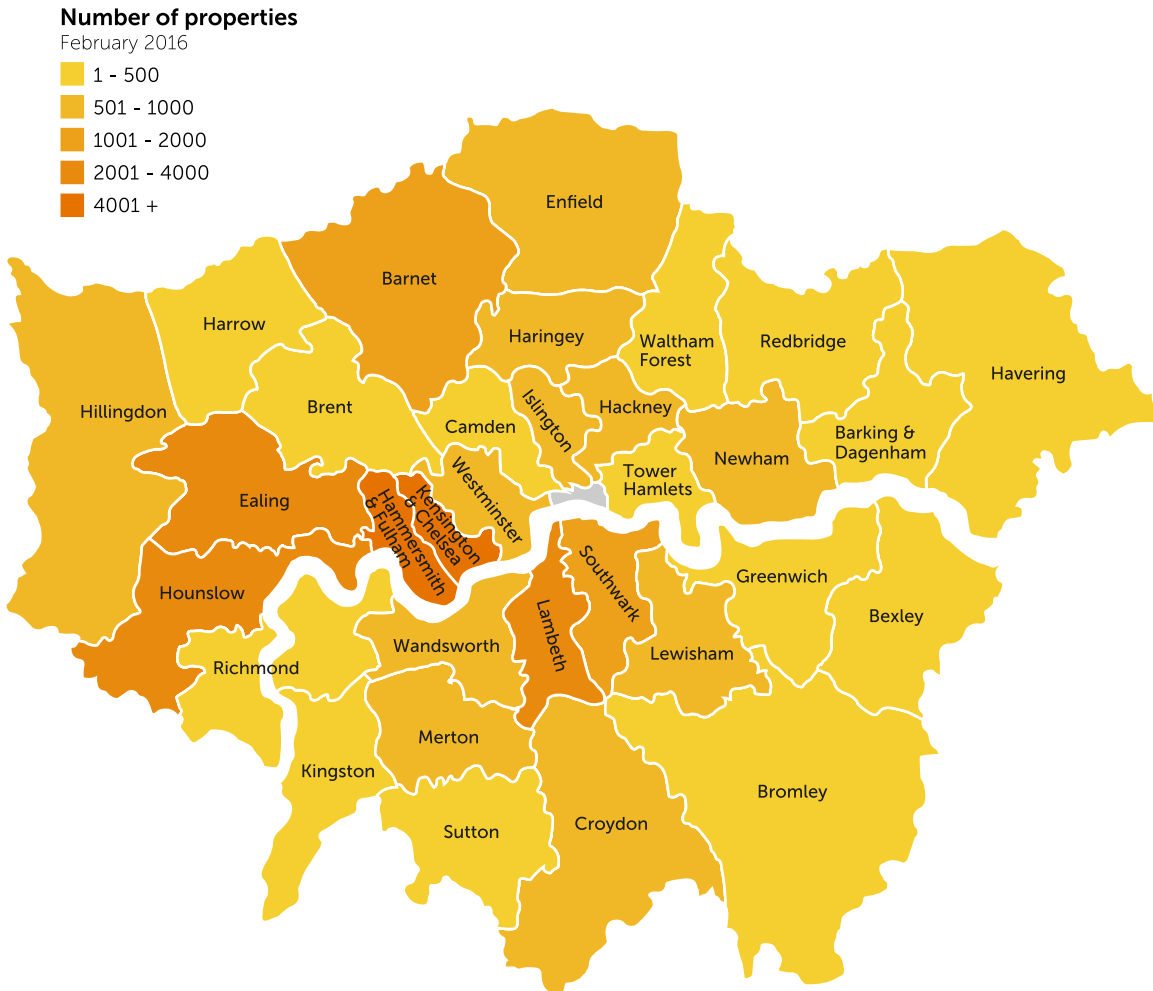 Number of properties
February 2016
1 - 500
501 - 1000
1001 - 2000
2001 - 4000
4001 +
Enfield
Barnet
Harrow
Haringey
Waltham
Forest
Redbridge
Havering
Hillingdon
Brent
Camden
Islington
Hackney
Barking &
Dagenham
Newham
Tower
Hamlets
Westminster
Ealing
Kensington
& Chelsea
Hammersmith
& Fulham
Hounslow
Southwark
Greenwich
Bexley
Lambeth
Wandsworth
Lewisham
Richmond
Merton
Kingston
Bromley
Sutton
Croydon